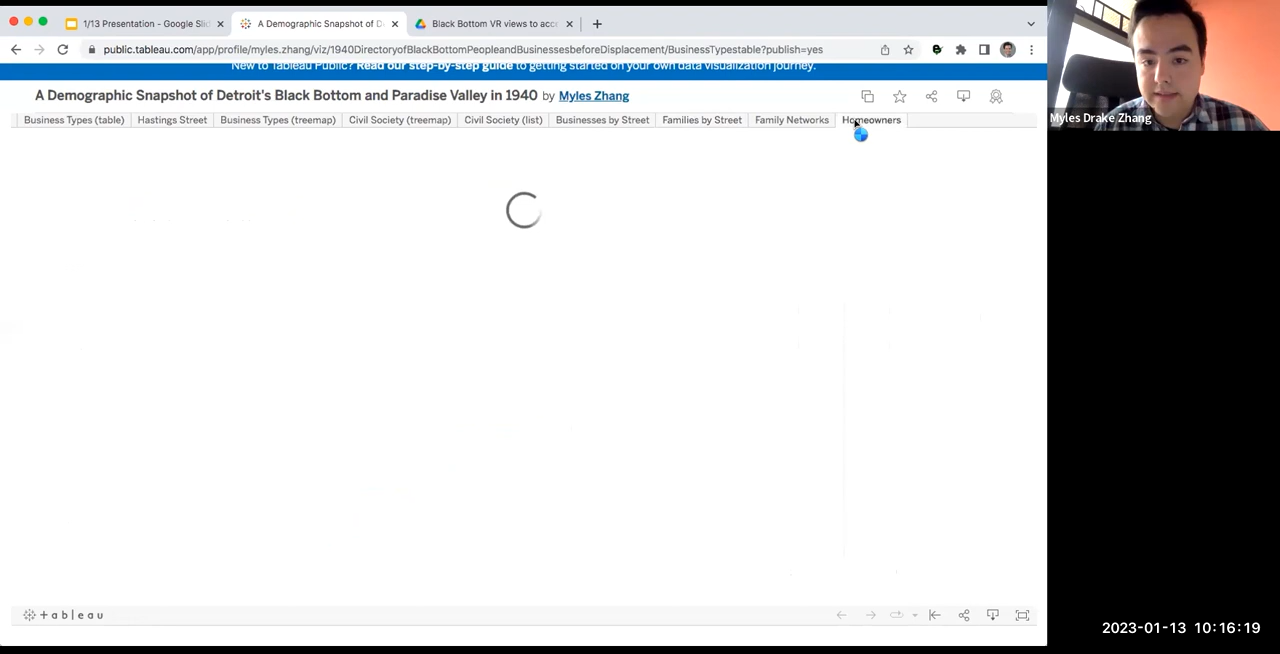 1/13 Presentation - Google Slid
A Demographic Snapshot of D
Black Bottom VR views to acc
public.tableau.com/app/profile/myles.zhang/viz/1940DirectoryofBlackBottomPeopleandBusinessesbeforeDisplacement/BusinessTypestable?publish=yes
New to Tableau Public? Read our step-by-step guide to getting started on your own data visualization journey.
A Demographic Snapshot of Detroit's Black Bottom and Paradise Valley in 1940 by Myles Zhang
Business Types (table) Hastings Street Business Types (treemap) Civil Society (treemap) Civil Society (list) Businesses by Street Families by Street Family Networks Homeowners
Myles Drake Zhang
+ a b l e a u
2023-01-13 10:16:19